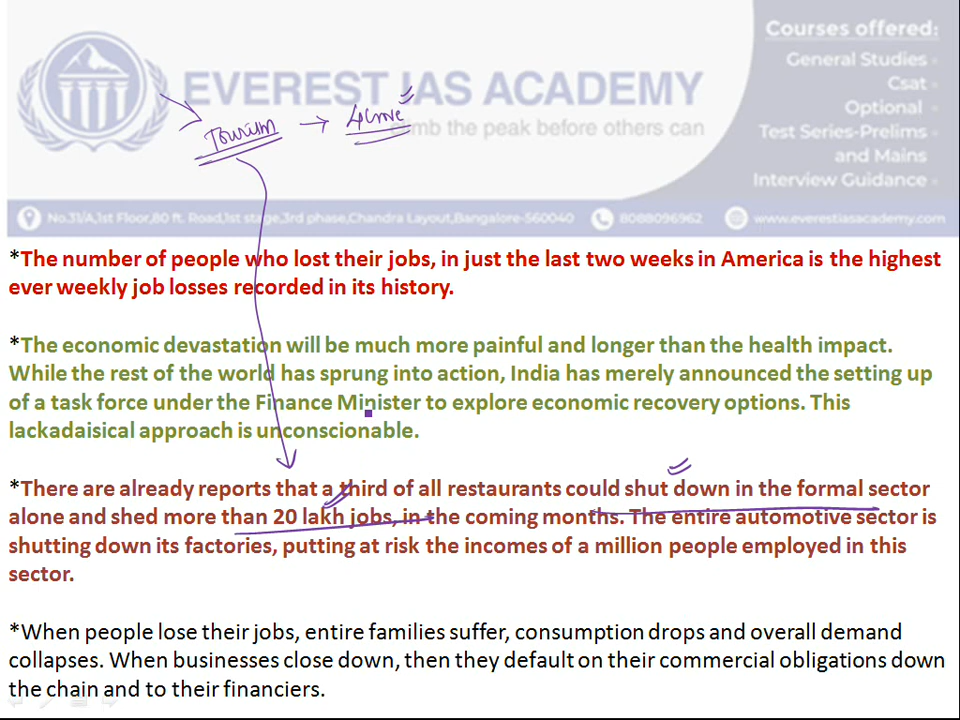 Courses offered:
EVEREST IAS ACADEMY
climb the peak before others can
General Studies
Csat
Optional
Test Series-Prelims
and Mains
Interview Guidance
Tourism → 4 crore
No.31/A,1st Floor,80 ft. Road,1st stage,3rd phase,Chandra Layout,Bangalore-560040 8088096962 www.everestiasacademy.com
*The number of people who lost their jobs, in just the last two weeks in America is the highest
ever weekly job losses recorded in its history.
*The economic devastation will be much more painful and longer than the health impact.
While the rest of the world has sprung into action, India has merely announced the setting up
of a task force under the Finance Minister to explore economic recovery options. This
lackadaisical approach is unconscionable.
*There are already reports that a third of all restaurants could shut down in the formal sector
alone and shed more than 20 lakh jobs, in the coming months. The entire automotive sector is
shutting down its factories, putting at risk the incomes of a million people employed in this
sector.
*When people lose their jobs, entire families suffer, consumption drops and overall demand
collapses. When businesses close down, then they default on their commercial obligations down
the chain and to their financiers.